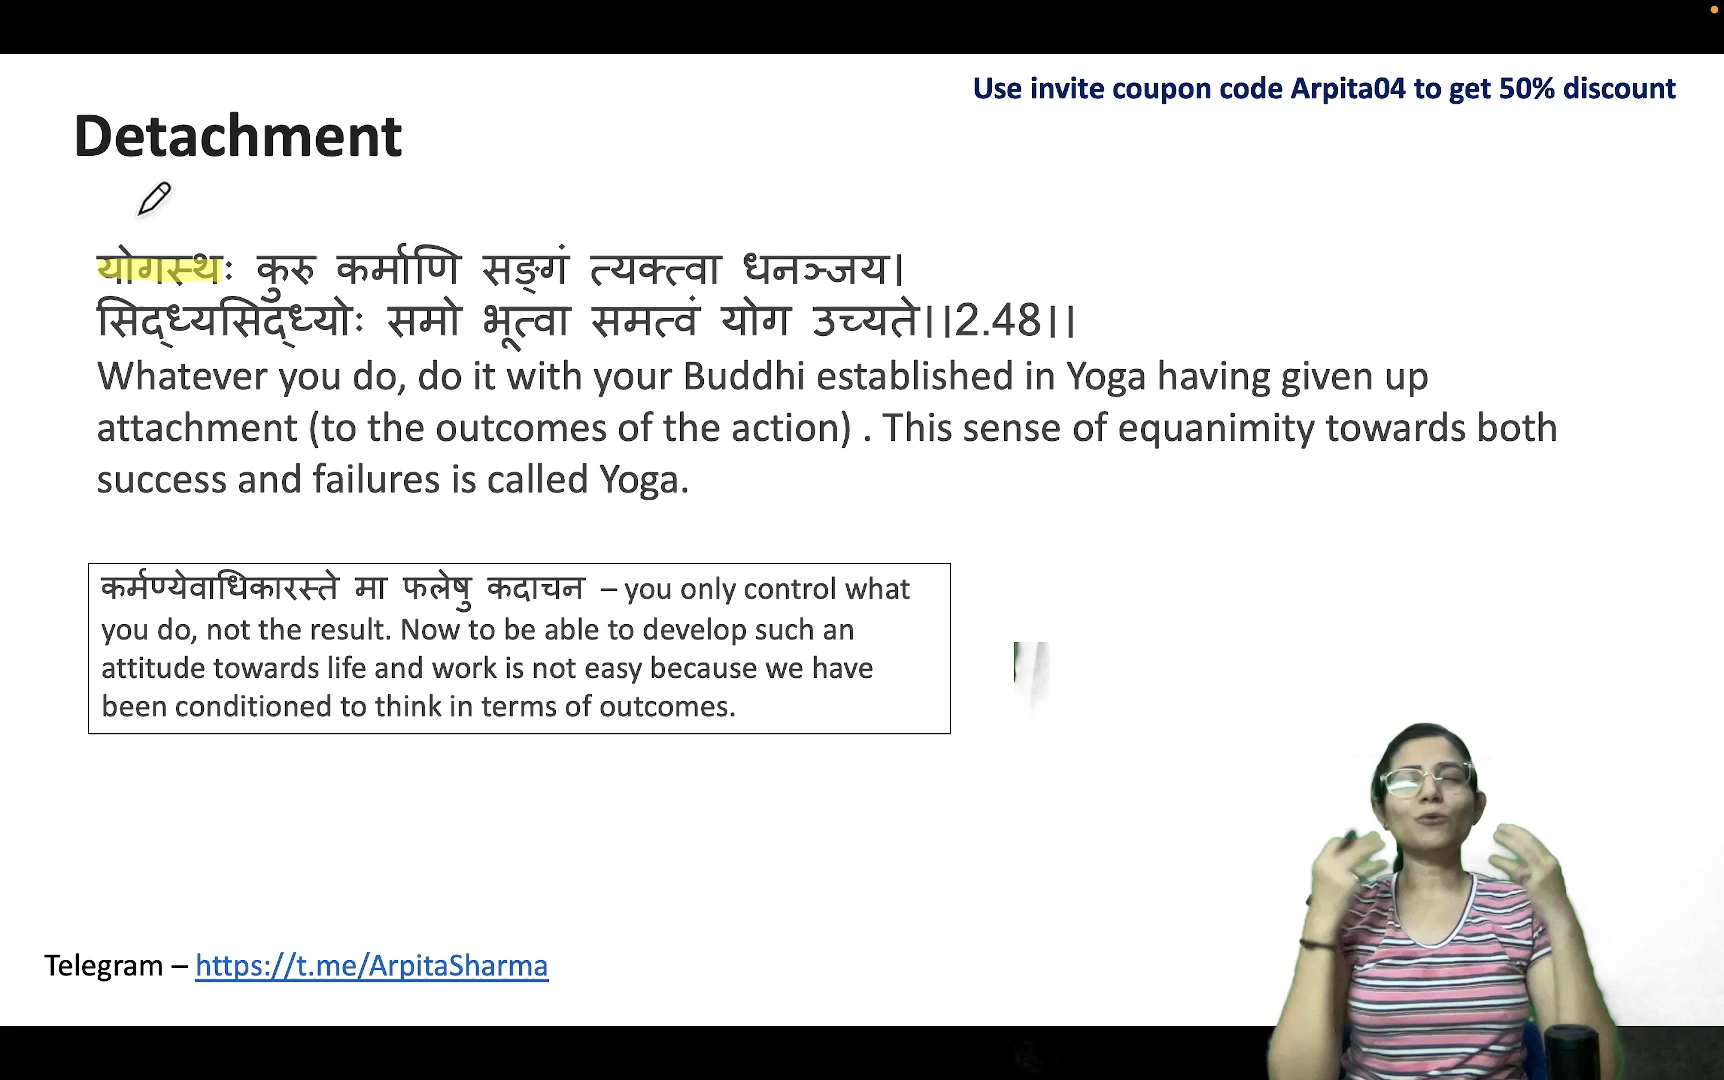 Use invite coupon code Arpita04 to get 50% discount
Detachment
योगस्थः कुरु कर्माणि सङ्गं त्यक्त्वा धनञ्जय।
सिद्ध्यसिद्ध्योः समो भूत्वा समत्वं योग उच्यते।।2.48।।
Whatever you do, do it with your Buddhi established in Yoga having given up
attachment (to the outcomes of the action) . This sense of equanimity towards both
success and failures is called Yoga.
कर्मण्येवाधिकारस्ते मा फलेषु कदाचन – you only control what
you do, not the result. Now to be able to develop such an
attitude towards life and work is not easy because we have
been conditioned to think in terms of outcomes.
Telegram – https://t.me/ArpitaSharma